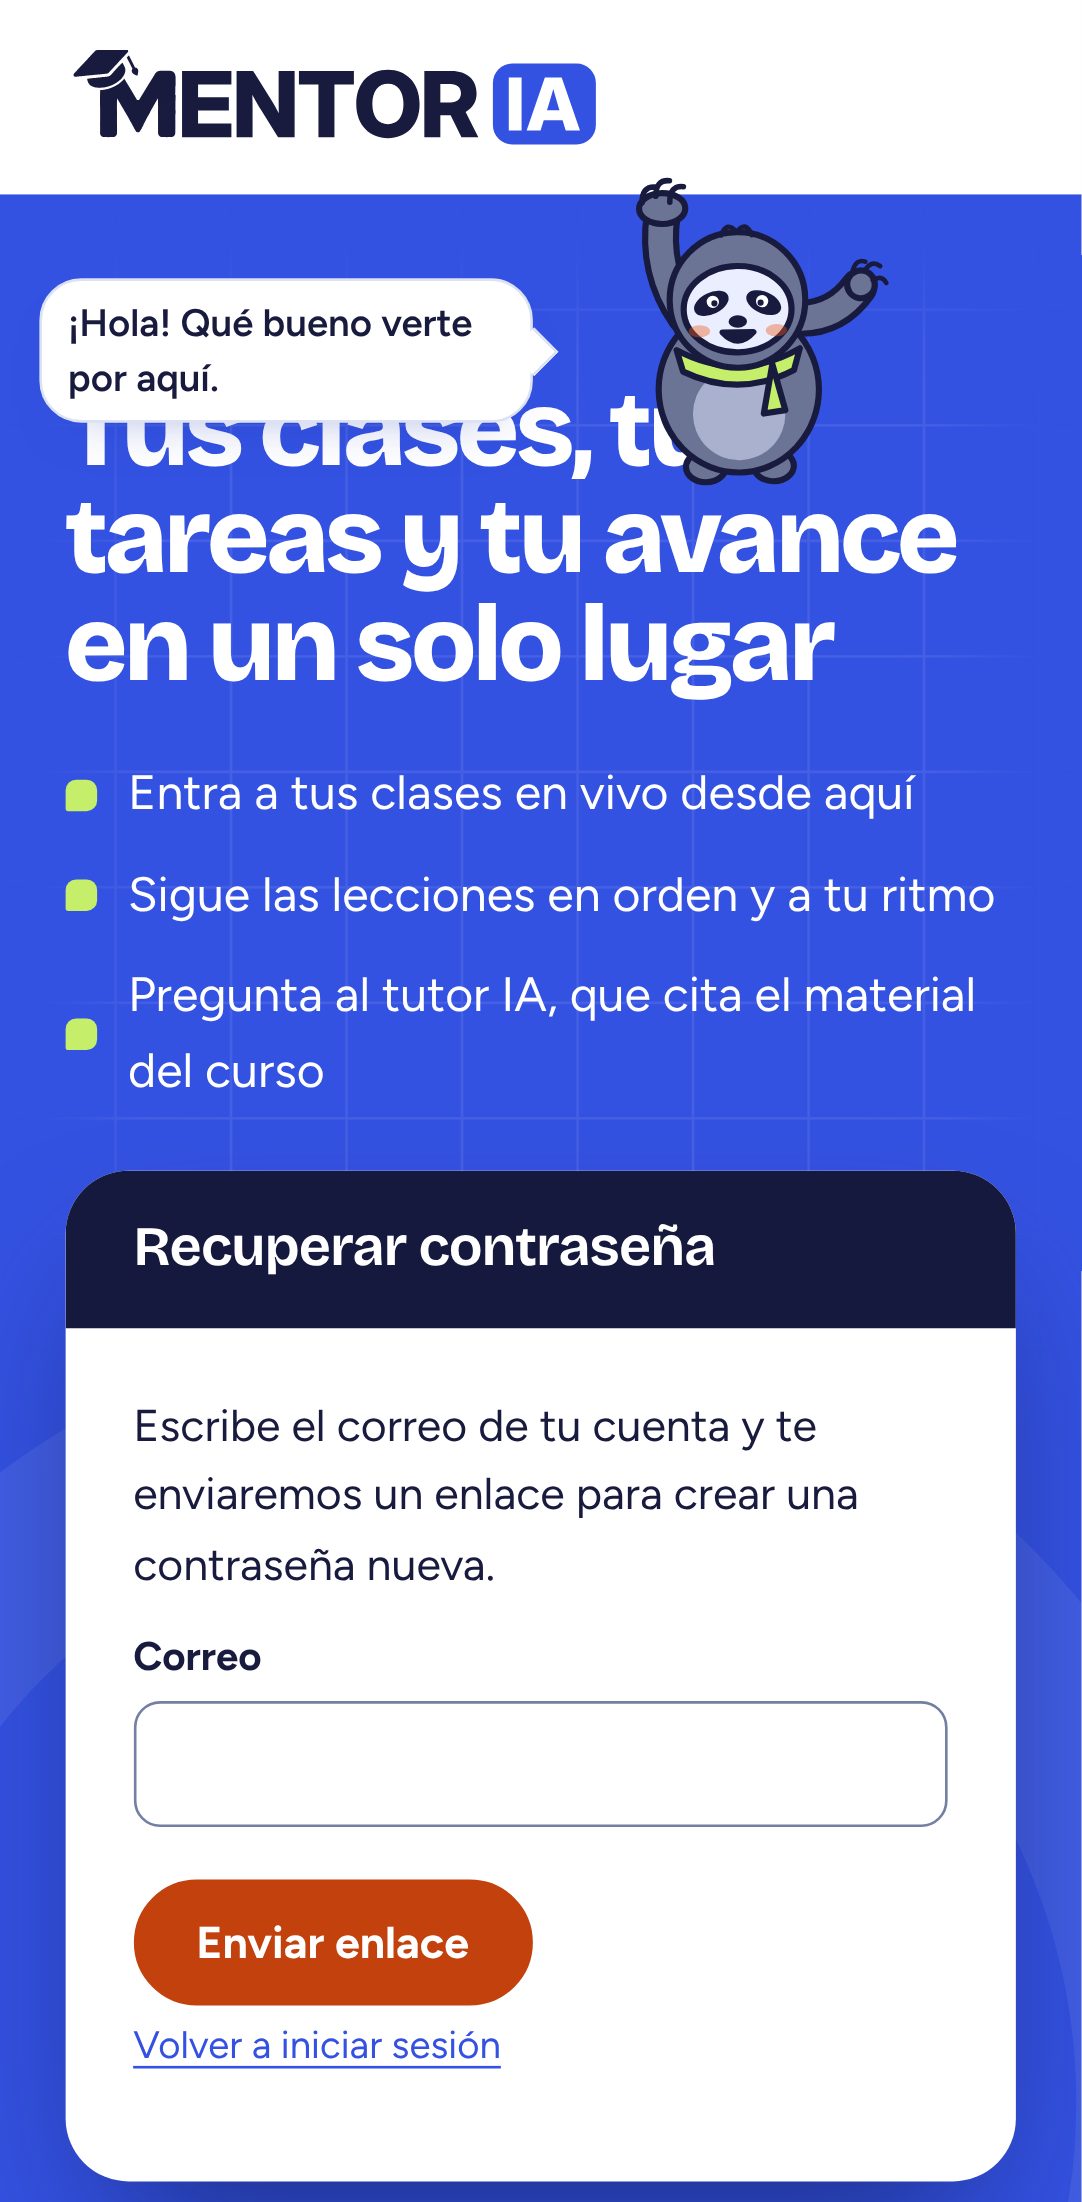 MENTOR IA
¡Hola! Qué bueno verte
por aquí.
Tus clases,
tareas y tu avance
en un solo lugar
Entra a tus clases en vivo desde aquí
Sigue las lecciones en orden y a tu ritmo
Pregunta al tutor IA, que cita el material
del curso
Recuperar contraseña
Escribe el correo de tu cuenta y te
enviaremos un enlace para crear una
contraseña nueva.
Correo
Enviar enlace
Volver a iniciar sesión